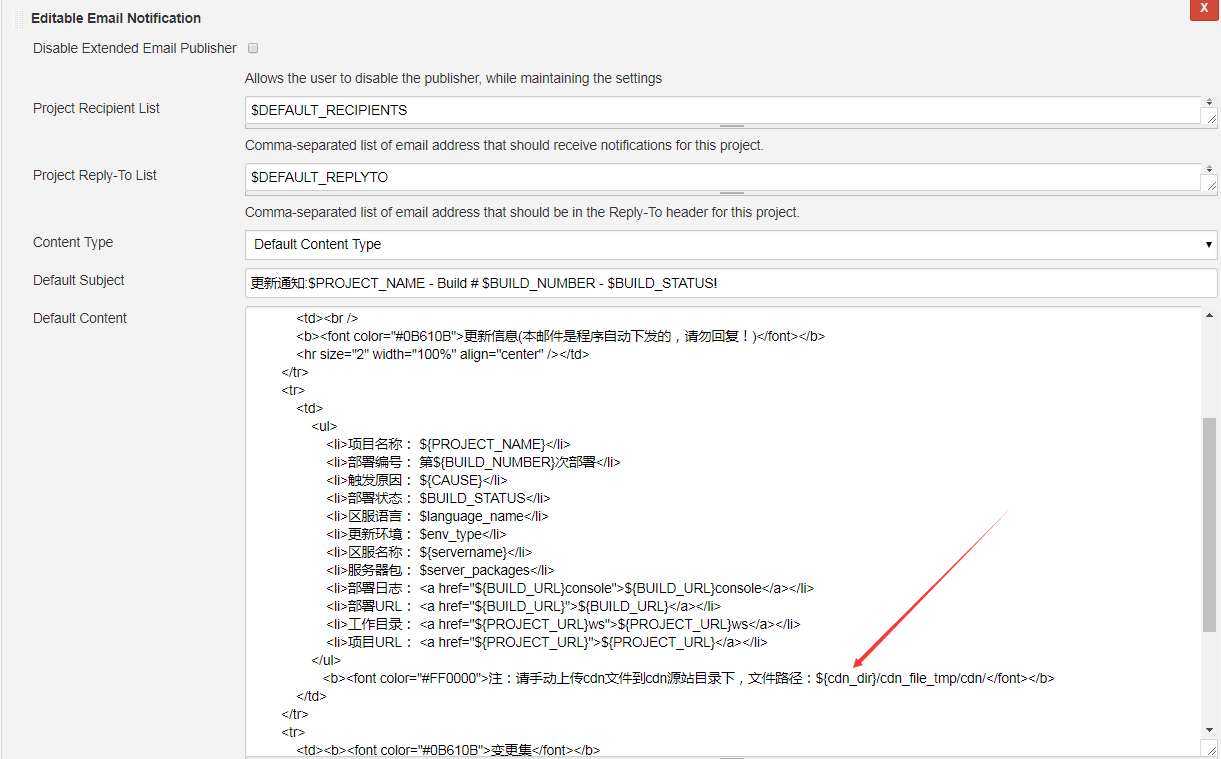 X
Editable Email Notification
Disable Extended Email Publisher
Allows the user to disable the publisher, while maintaining the settings
Project Recipient List
$DEFAULT_RECIPIENTS
Comma-separated list of email address that should receive notifications for this project.
Project Reply-To List
$DEFAULT_REPLYTO
Comma-separated list of email address that should be in the Reply-To header for this project.
Content Type
Default Content Type
Default Subject
更新通知:$PROJECT_NAME - Build # $BUILD_NUMBER - $BUILD_STATUS!
Default Content
<td><br />
<b><font color="#0B610B">更新信息(本邮件是程序自动下发的，请勿回复！)</font></b>
<hr size="2" width="100%" align="center" /></td>
</tr>
<tr>
<td>
<ul>
<li>项目名称： ${PROJECT_NAME}</li>
<li>部署编号： 第${BUILD_NUMBER}次部署</li>
<li>触发原因： ${CAUSE}</li>
<li>部署状态： $BUILD_STATUS</li>
<li>区服语言： $language_name</li>
<li>更新环境： $env_type</li>
<li>区服名称： ${servername}</li>
<li>服务器包： $server_packages</li>
<li>部署日志： <a href="${BUILD_URL}console">${BUILD_URL}console</a></li>
<li>部署URL： <a href="${BUILD_URL}">${BUILD_URL}</a></li>
<li>工作目录： <a href="${PROJECT_URL}ws">${PROJECT_URL}ws</a></li>
<li>项目URL： <a href="${PROJECT_URL}">${PROJECT_URL}</a></li>
</ul>
<b><font color="#FF0000">注：请手动上传cdn文件到cdn源站目录下，文件路径：${cdn_dir}/cdn_file_tmp/cdn/</font></b>
</td>
</tr>
<tr>
<td><b><font color="#0B610B">变更集</font></b>